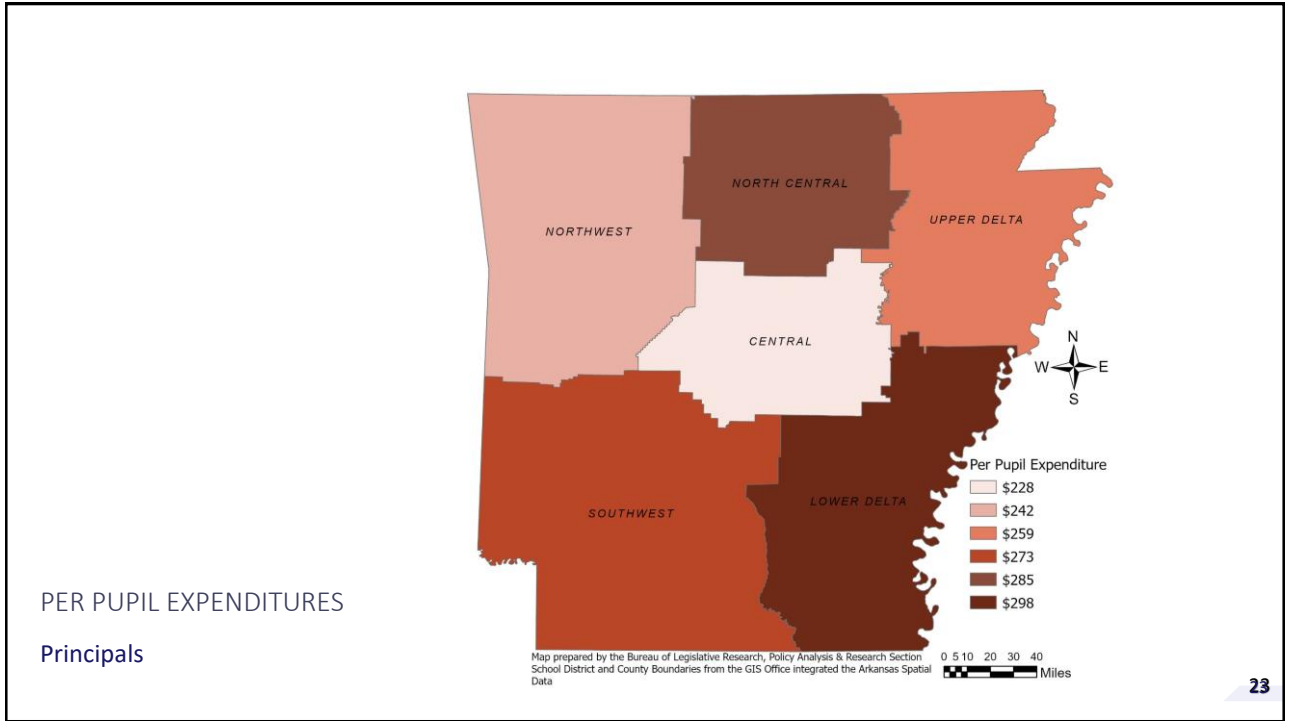 NORTH CENTRAL
NORTHWEST
UPPER DELTA
CENTRAL
N
W E
S
Per Pupil Expenditure
$228
$242
$259
$273
$285
$298
LOWER DELTA
SOUTHWEST
PER PUPIL EXPENDITURES
Principals
Map prepared by the Bureau of Legislative Research, Policy Analysis & Research Section
School District and County Boundaries from the GIS Office integrated the Arkansas Spatial
Data
0 5 10 20 30 40
Miles
23